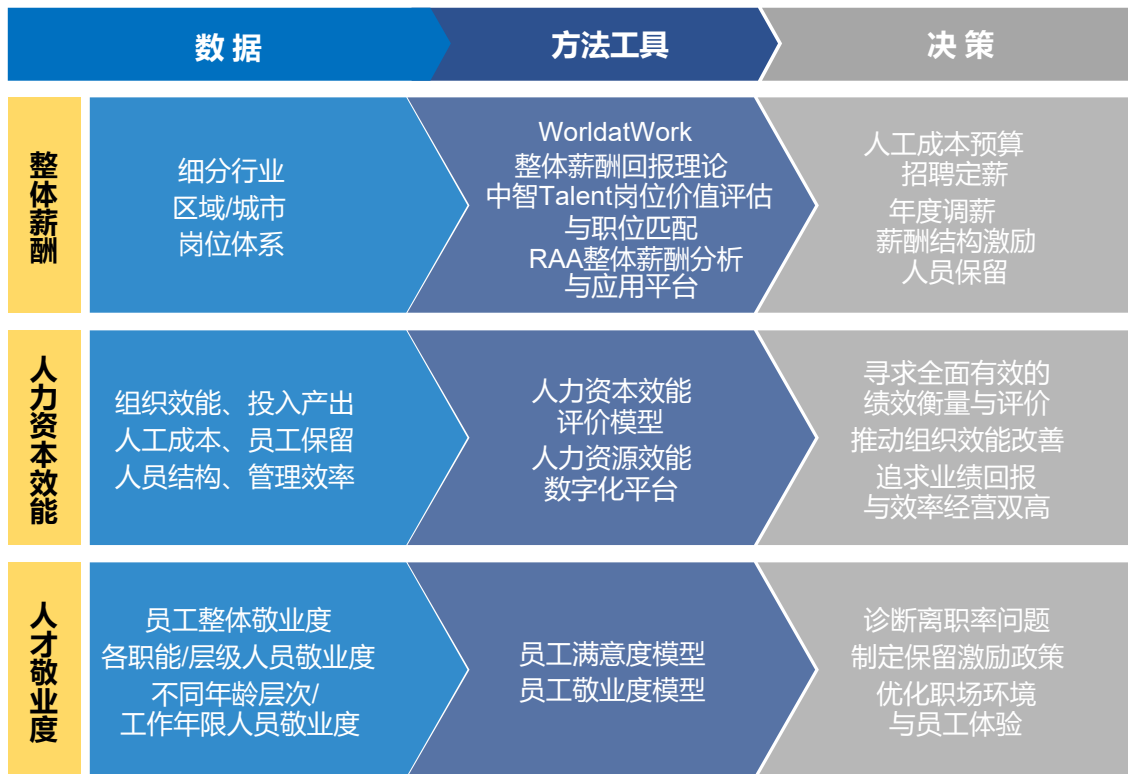 数 据
方法工具
决 策
整体薪酬
细分行业
区域/城市
岗位体系
WorldatWork
整体薪酬回报理论
中智Talent岗位价值评估
与职位匹配
RAA整体薪酬分析
与应用平台
人工成本预算
招聘定薪
年度调薪
薪酬结构激励
人员保留
人力资本效能
组织效能、投入产出
人工成本、员工保留
人员结构、管理效率
人力资本效能
评价模型
人力资源效能
数字化平台
寻求全面有效的
绩效衡量与评价
推动组织效能改善
追求业绩回报
与效率经营双高
人才敬业度
员工整体敬业度
各职能/层级人员敬业度
不同年龄层次/
工作年限人员敬业度
员工满意度模型
员工敬业度模型
诊断离职率问题
制定保留激励政策
优化职场环境
与员工体验